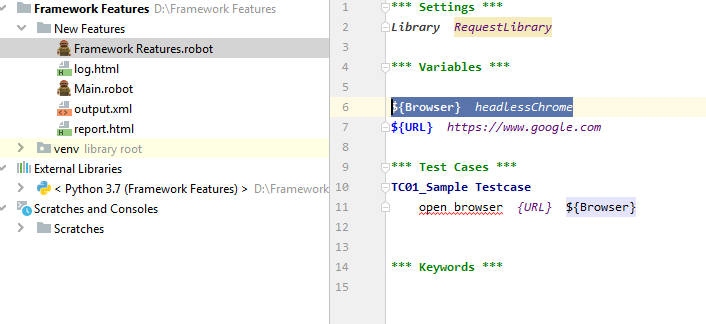 Framework Features D:\Framework Features
New Features
Framework Reatures.robot
log.html
Main.robot
output.xml
report.html
venv library root
External Libraries
< Python 3.7 (Framework Features) > D:\Framework
Scratches and Consoles
Scratches
1 *** Settings ***
2 Library RequestLibrary
3
4 *** Variables ***
5
6 ${Browser} headlessChrome
7 ${URL} https://www.google.com
8
9 *** Test Cases ***
10 TC01_Sample Testcase
11 open browser {URL} ${Browser}
12
13
14 *** Keywords ***
15